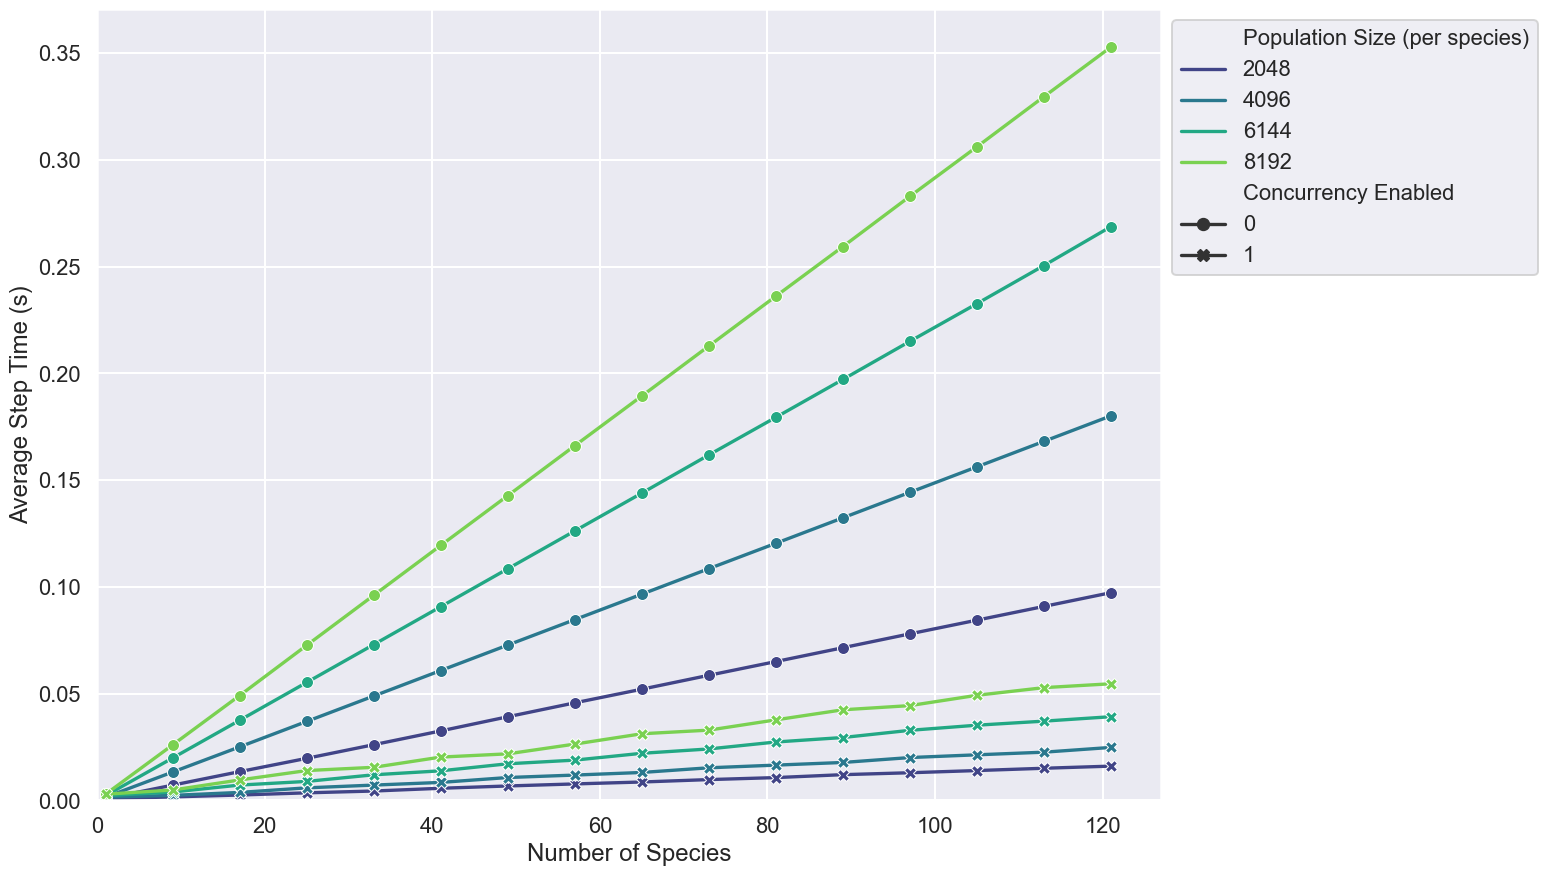 0.35
0.30
0.25
0.20
0.15
0.10
0.05
0.00
Average Step Time (s)
0 20 40 60 80 100 120
Number of Species
Population Size (per species)
2048
4096
6144
8192
Concurrency Enabled
0
1